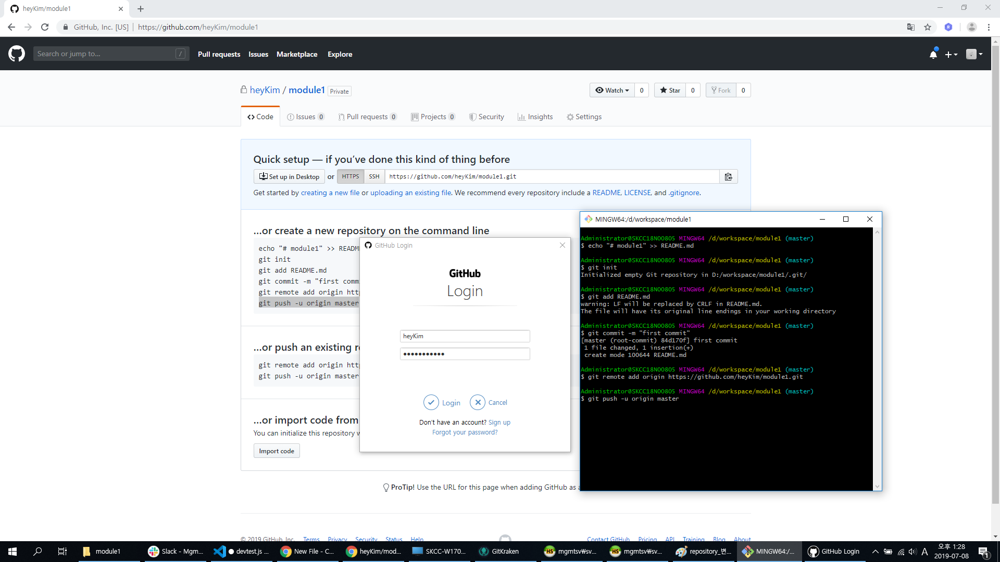 heyKim/module1
GitHub, Inc. [US] https://github.com/heyKim/module1
Search or jump to... / Pull requests Issues Marketplace Explore
heyKim / module1 Private
Watch 0 Star 0 Fork 0
Code Issues 0 Pull requests 0 Projects 0 Security Insights Settings
Quick setup — if you've done this kind of thing before
Set up in Desktop or HTTPS SSH https://github.com/heyKim/module1.git
Get started by creating a new file or uploading an existing file. We recommend every repository include a README, LICENSE, and .gitignore.
...or create a new repository on the command line
echo "# module1" >> READM
git init
git add README.md
git commit -m "first comm
git remote add origin htt
git push -u origin master
...or push an existing re
git remote add origin htt
git push -u origin master
...or import code from
You can initialize this repository w
Import code
ProTip! Use the URL for this page when adding GitHub as a
© 2019 GitHub, Inc. Terms Privacy Security Status Help
Contact GitHub Pricing API Training Blog About
GitHub Login
GitHub
Login
heyKim
Login Cancel
Don't have an account? Sign up
Forgot your password?
MINGW64:/d/workspace/module1
Administrator@SKCC18N00805 MINGW64 /d/workspace/module1 (master)
$ echo "# module1" >> README.md
Administrator@SKCC18N00805 MINGW64 /d/workspace/module1 (master)
$ git init
Initialized empty Git repository in D:/workspace/module1/.git/
Administrator@SKCC18N00805 MINGW64 /d/workspace/module1 (master)
$ git add README.md
warning: LF will be replaced by CRLF in README.md.
The file will have its original line endings in your working directory
Administrator@SKCC18N00805 MINGW64 /d/workspace/module1 (master)
$ git commit -m "first commit"
[master (root-commit) 84d170f] first commit
1 file changed, 1 insertion(+)
create mode 100644 README.md
Administrator@SKCC18N00805 MINGW64 /d/workspace/module1 (master)
$ git remote add origin https://github.com/heyKim/module1.git
Administrator@SKCC18N00805 MINGW64 /d/workspace/module1 (master)
$ git push -u origin master
module1 Slack - Mgm... ● devtest.js ... New File - C... heyKim/mod... SKCC-W170... GitKraken HS mgmtsv₩sv... HS mgmtsv₩sv... repository_변... MINGW64:/... GitHub Login A 오후 1:28
2019-07-08 1